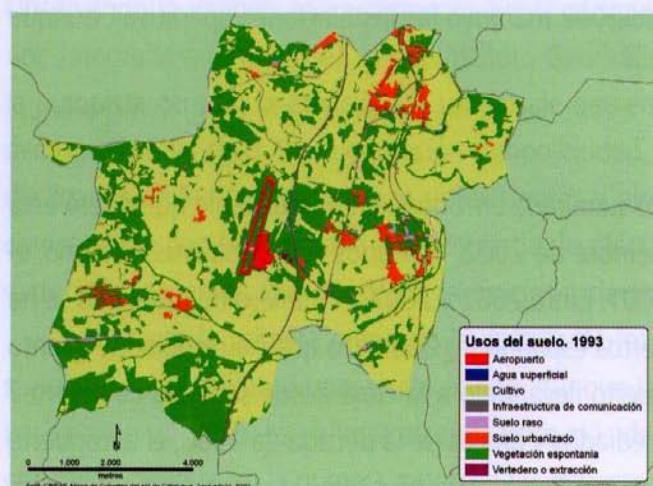 Usos del suelo. 1993
Aeropuerto
Agua superficial
Cultivo
Infraestructura de comunicación
Suelo raso
Suelo urbanizado
Vegetación espontania
Vertedero o extracción
N
0 1.000 2.000 4.000
metros